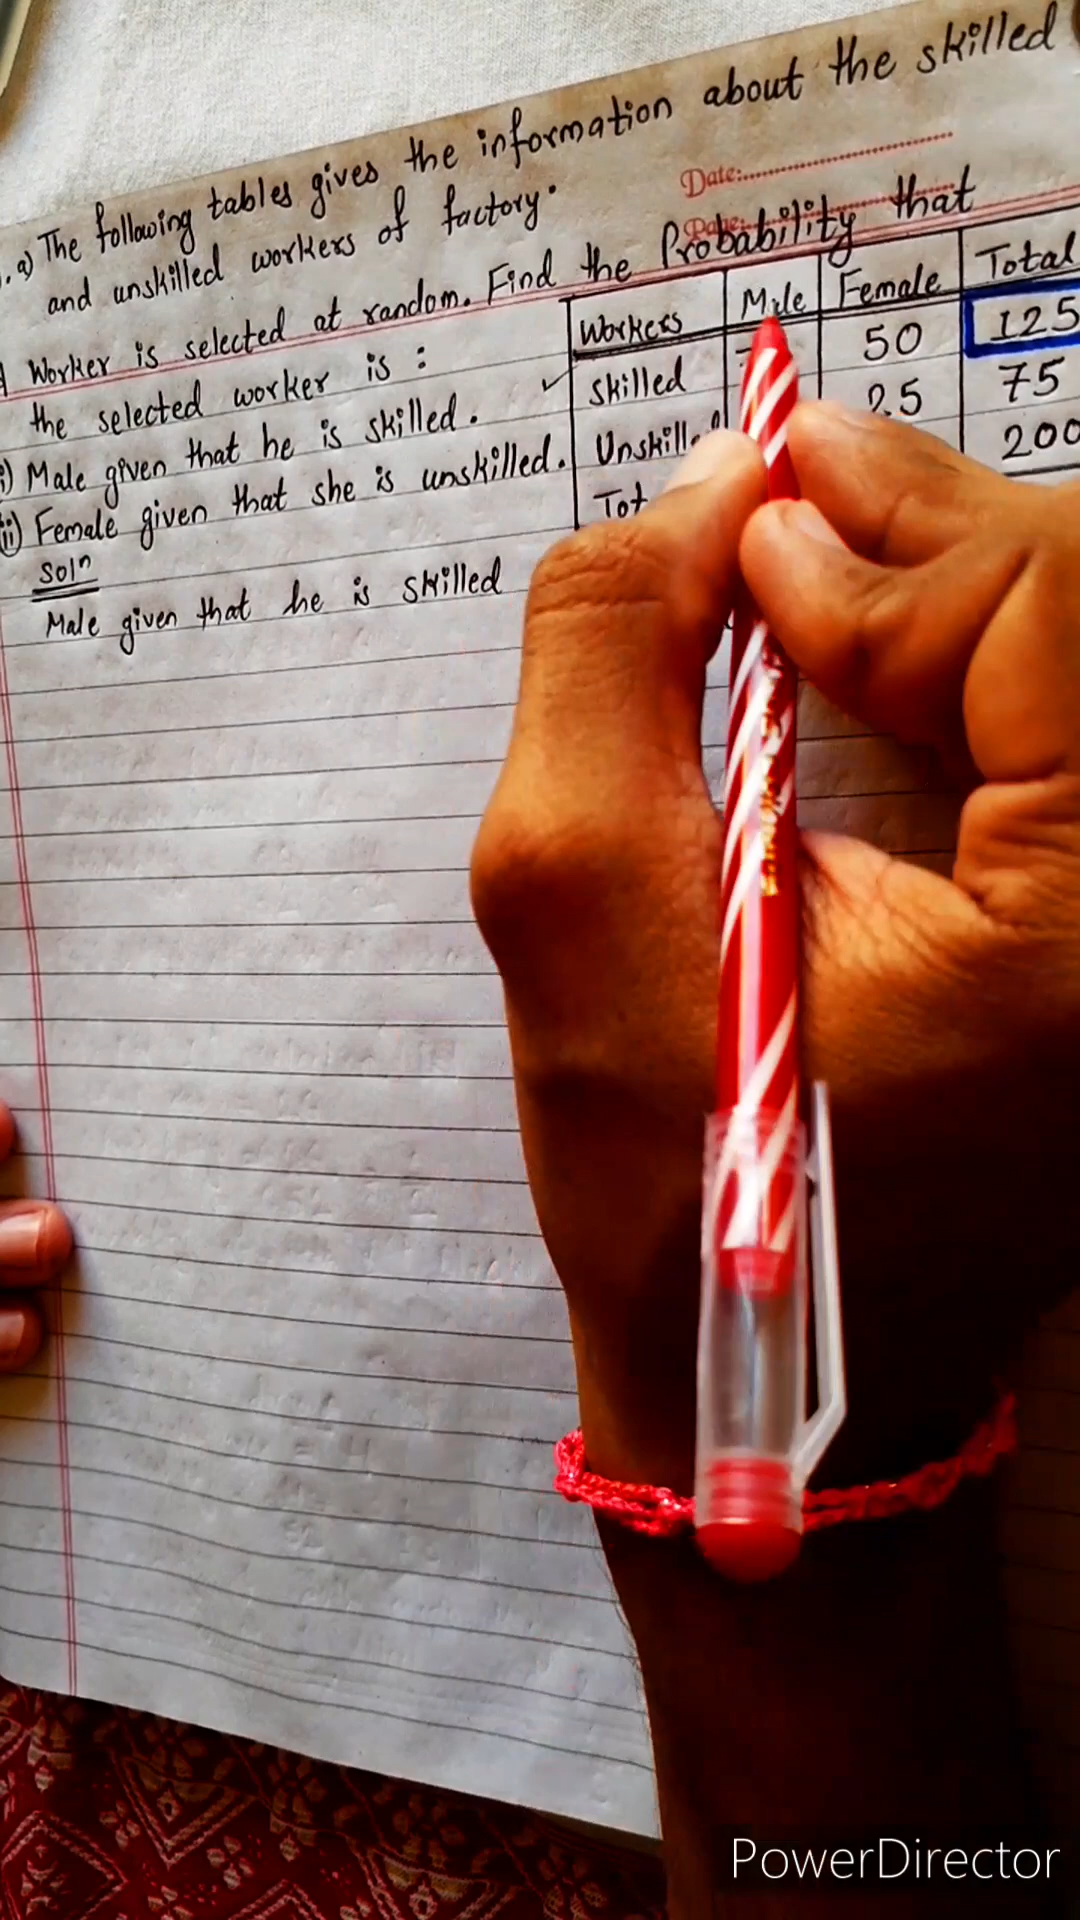 a) The following tables gives the information about the skilled
and unskilled workers of factory.
Date:
Worker is selected at random. Find the Probability that
the selected worker is :
i) Male given that he is skilled.
ii) Female given that she is unskilled.
Workers Male Female Total
Skilled 50 125
25 75
Tot 200
Soln
Male given that he is skilled
PowerDirector